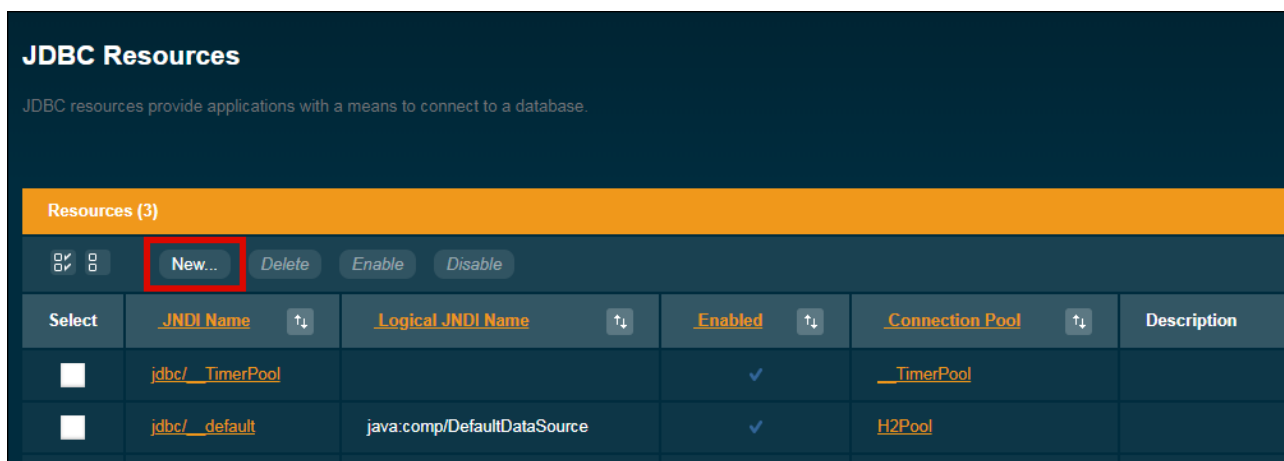 JDBC Resources
JDBC resources provide applications with a means to connect to a database.
Resources (3)
New... Delete Enable Disable
Select JNDI Name Logical JNDI Name Enabled Connection Pool Description
jdbc/__TimerPool __TimerPool
jdbc/__default java:comp/DefaultDataSource H2Pool